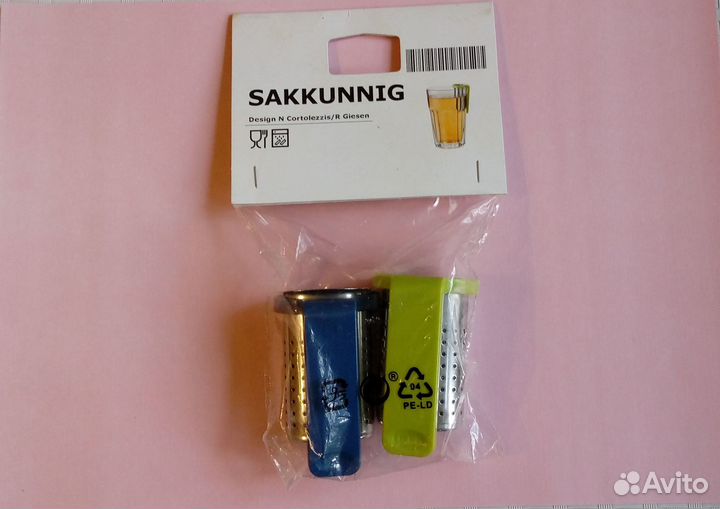 SAKKUNNIG
Design N Cortolezzis/R Giesen
®
04
PE-LD
Avito